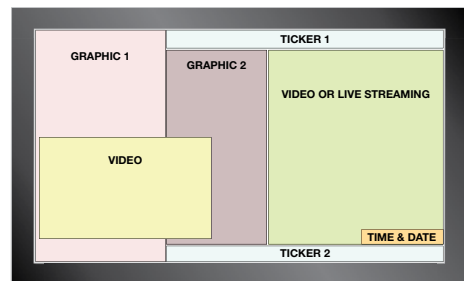 TICKER 1
GRAPHIC 1
GRAPHIC 2
VIDEO OR LIVE STREAMING
VIDEO
TIME & DATE
TICKER 2